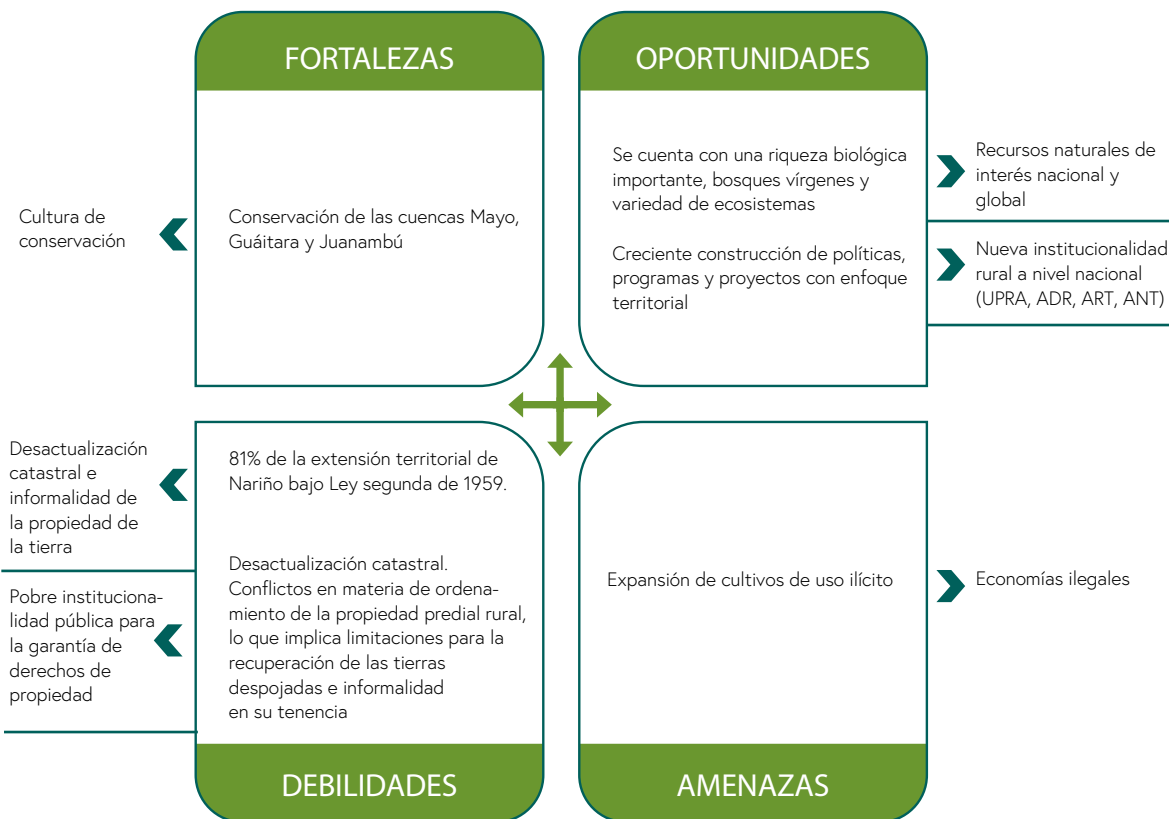 FORTALEZAS
Cultura de
conservación
Conservación de las cuencas Mayo,
Guáitara y Juanambú
OPORTUNIDADES
Se cuenta con una riqueza biológica
importante, bosques vírgenes y
variedad de ecosistemas
Creciente construcción de políticas,
programas y proyectos con enfoque
territorial
Recursos naturales de
interés nacional y
global
Nueva institucionalidad
rural a nivel nacional
(UPRA, ADR, ART, ANT)
Desactualización
catastral e
informalidad de
la propiedad de
la tierra
Pobre instituciona-
lidad pública para
la garantía de
derechos de
propiedad
81% de la extensión territorial de
Nariño bajo Ley segunda de 1959.
Desactualización catastral.
Conflictos en materia de ordena-
miento de la propiedad predial rural,
lo que implica limitaciones para la
recuperación de las tierras
despojadas e informalidad
en su tenencia
DEBILIDADES
Expansión de cultivos de uso ilícito
Economías ilegales
AMENAZAS